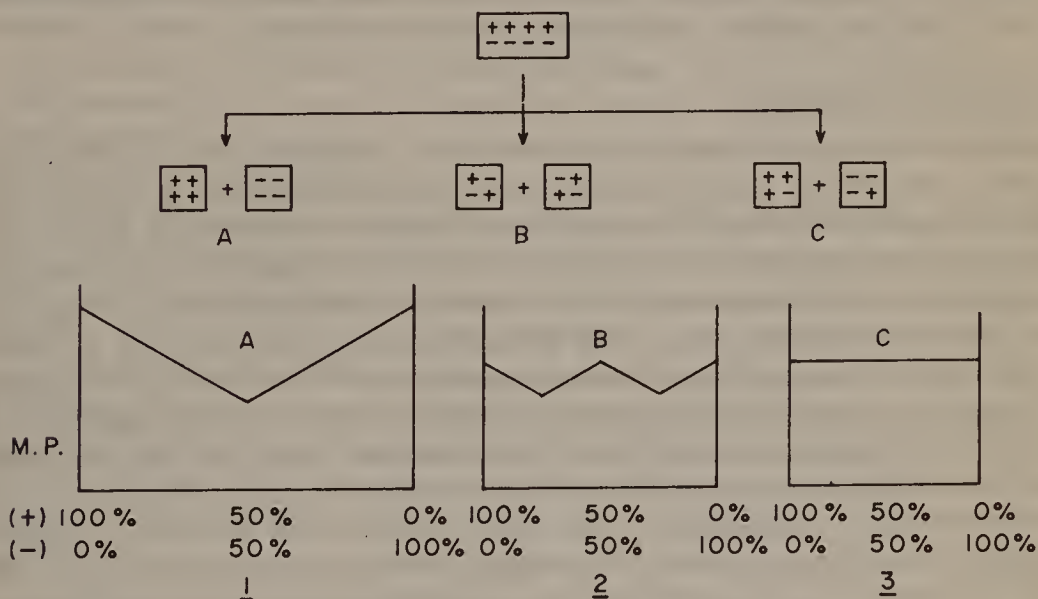 + + + +
− − − −
+ + + − −
+ + − −
+ − + − +
− + + −
+ + + − −
+ − − +
A B C
A B C
M. P.
(+) 100% 50% 0% 100% 50% 0% 100% 50% 0%
(−) 0% 50% 100% 0% 50% 100% 0% 50% 100%
1 2 3